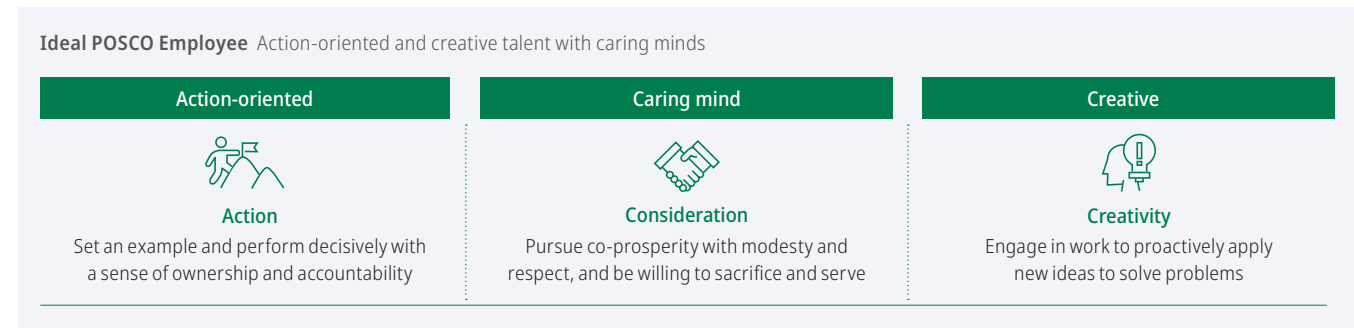 Ideal POSCO Employee Action-oriented and creative talent with caring minds
Action-oriented
Action
Set an example and perform decisively with
a sense of ownership and accountability
Caring mind
Consideration
Pursue co-prosperity with modesty and
respect, and be willing to sacrifice and serve
Creative
Creativity
Engage in work to proactively apply
new ideas to solve problems